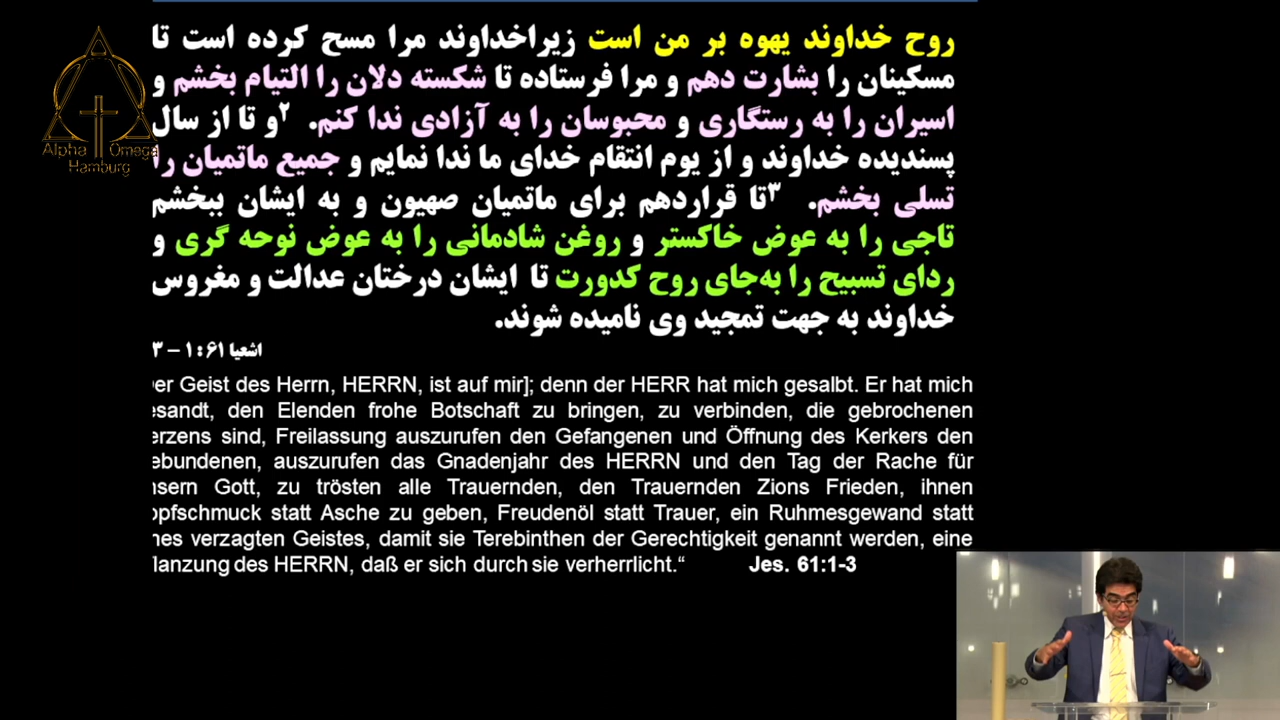 روح خداوند یهوه بر من است زیراخداوند مرا مسح کرده است تا
مسکینان را بشارت دهم و مرا فرستاده تا شکسته دلان را التیام بخشم و
اسیران را به رستگاری و محبوسان را به آزادی ندا کنم. ۲و تا از سال
پسندیده خداوند و از یوم انتقام خدای ما ندا نمایم و جمیع ماتمیان را
تسلی بخشم. ۳تا قراردهم برای ماتمیان صهیون و به ایشان ببخشم
تاجی را به عوض خاکستر و روغن شادمانی را به عوض نوحه گری و
ردای تسبیح را به‌جای روح کدورت تا ایشان درختان عدالت و مغروس
خداوند به جهت تمجید وی نامیده شوند.
اشعیا ۶۱:۱ – ۳
er Geist des Herrn, HERRN, ist auf mir]; denn der HERR hat mich gesalbt. Er hat mich
esandt, den Elenden frohe Botschaft zu bringen, zu verbinden, die gebrochenen
erzens sind, Freilassung auszurufen den Gefangenen und Öffnung des Kerkers den
ebundenen, auszurufen das Gnadenjahr des HERRN und den Tag der Rache für
nsern Gott, zu trösten alle Trauernden, den Trauernden Zions Frieden, ihnen
opfschmuck statt Asche zu geben, Freudenöl statt Trauer, ein Ruhmesgewand statt
nes verzagten Geistes, damit sie Terebinthen der Gerechtigkeit genannt werden, eine
lanzung des HERRN, daß er sich durch sie verherrlicht.“ Jes. 61:1-3
Alpha Omega
Hamburg